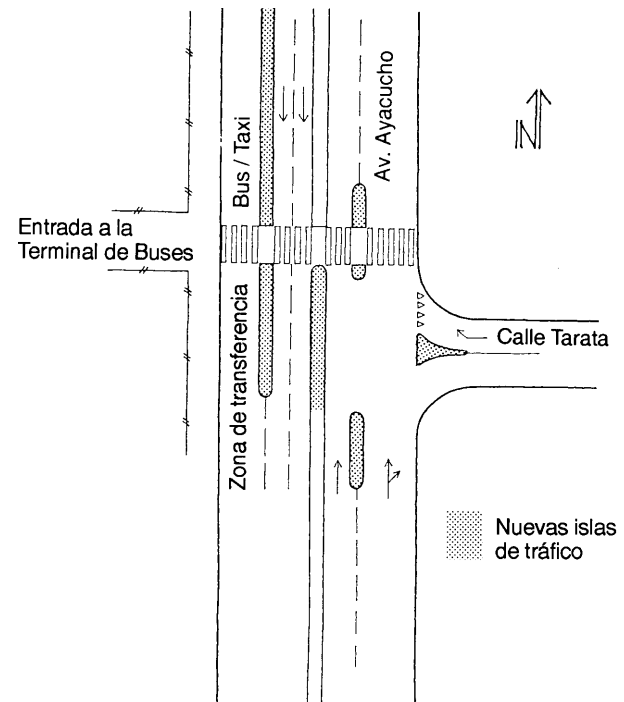 Bus / Taxi
Av. Ayacucho
N
Entrada a la
Terminal de Buses
Zona de transferencia
Calle Tarata
Nuevas islas
de tráfico